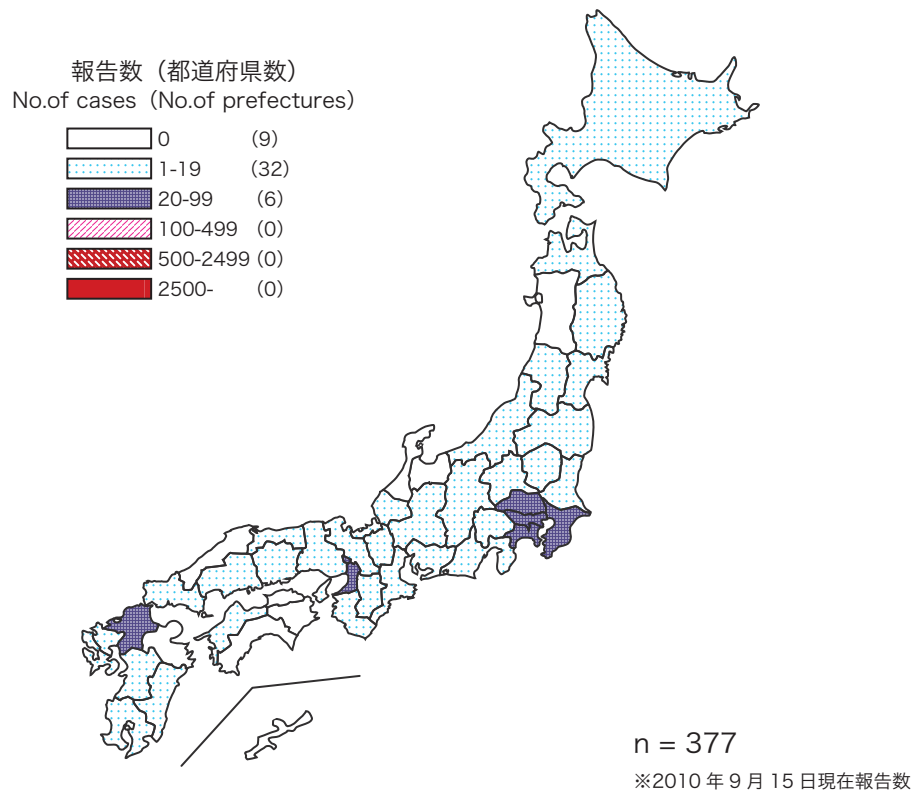 報告数（都道府県数）
No.of cases（No.of prefectures）
0 （9）
1-19 （32）
20-99 （6）
100-499 （0）
500-2499（0）
2500- （0）
n = 377
※2010 年 9 月 15 日現在報告数